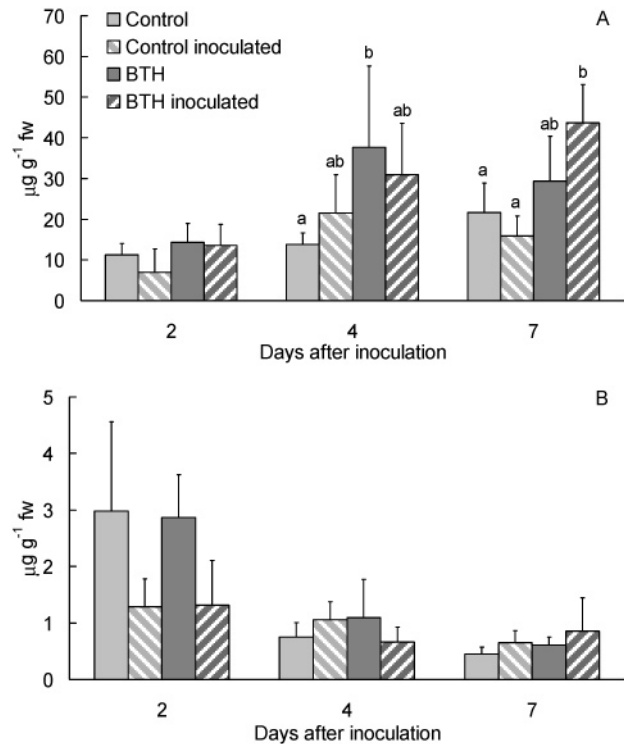 A
Control
Control inoculated
BTH
BTH inoculated
70
60
50
40
30
20
10
0
µg g⁻¹ fw
a ab b ab
a a ab b
2 4 7
Days after inoculation
B
5
4
3
2
1
0
µg g⁻¹ fw
2 4 7
Days after inoculation